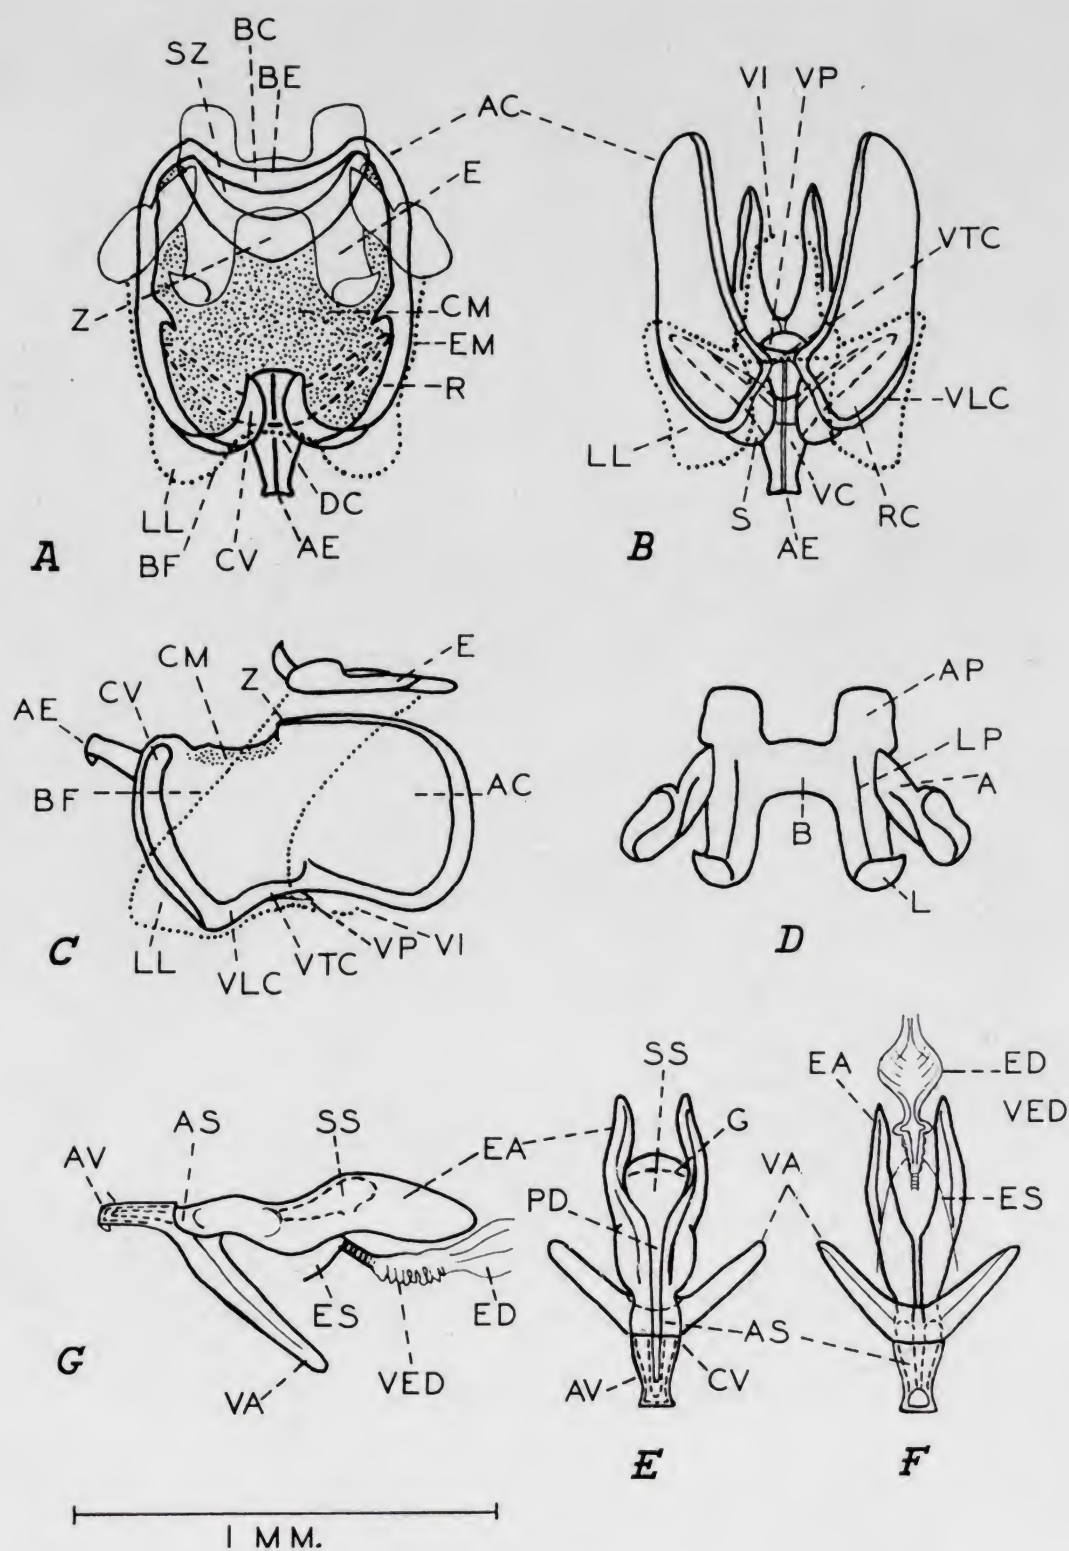 BC
SZ
BE
AC
E
Z
CM
EM
R
LL
BF
CV
DC
AE
A
VI VP
VTC
VLC
LL
S
VC
RC
AE
B
CM
Z
E
CV
AE
BF
AC
LL
VLC
VTC
VP
VI
C
AP
LP
A
B
L
D
AV
AS
SS
EA
ES
VED
ED
VA
G
SS
G
VA
PD
AS
AV
CV
E
EA
ED
VED
ES
F
1 MM.